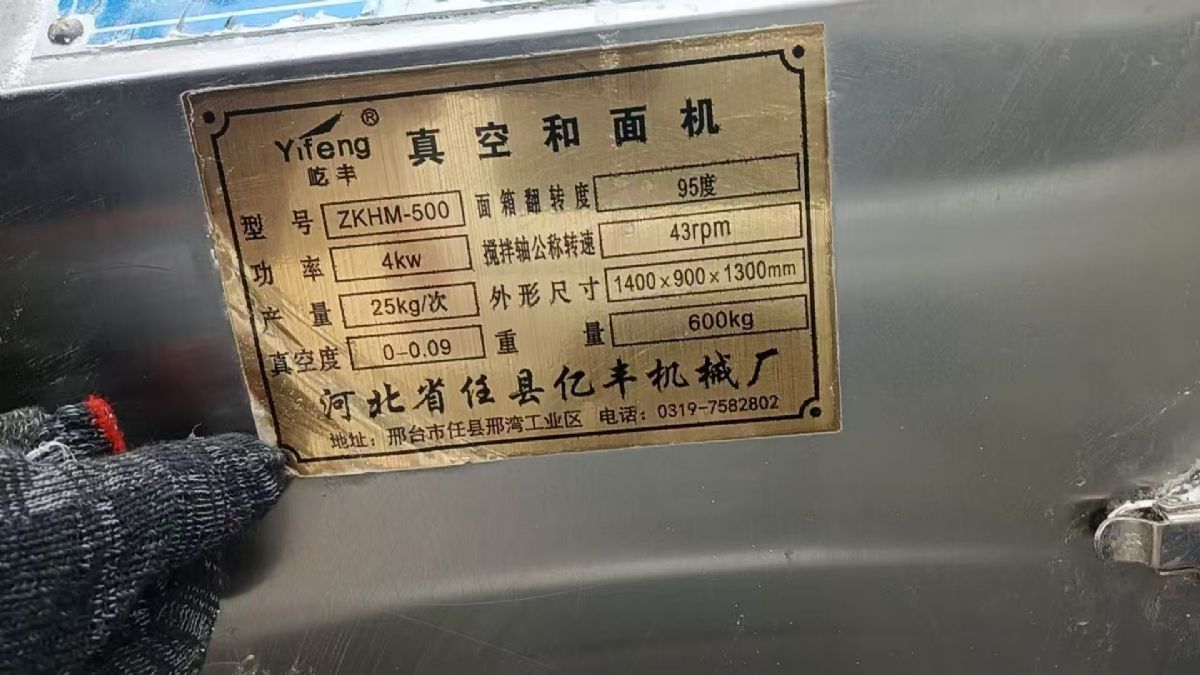 Yifeng® 真空和面机
屹丰
型号 ZKHM-500 面箱翻转度 95度
功率 4kw 搅拌轴公称转速 43rpm
产量 25kg/次 外形尺寸 1400×900×1300mm
真空度 0-0.09 重量 600kg
河北省任县亿丰机械厂
地址：邢台市任县邢湾工业区 电话：0319-7582802